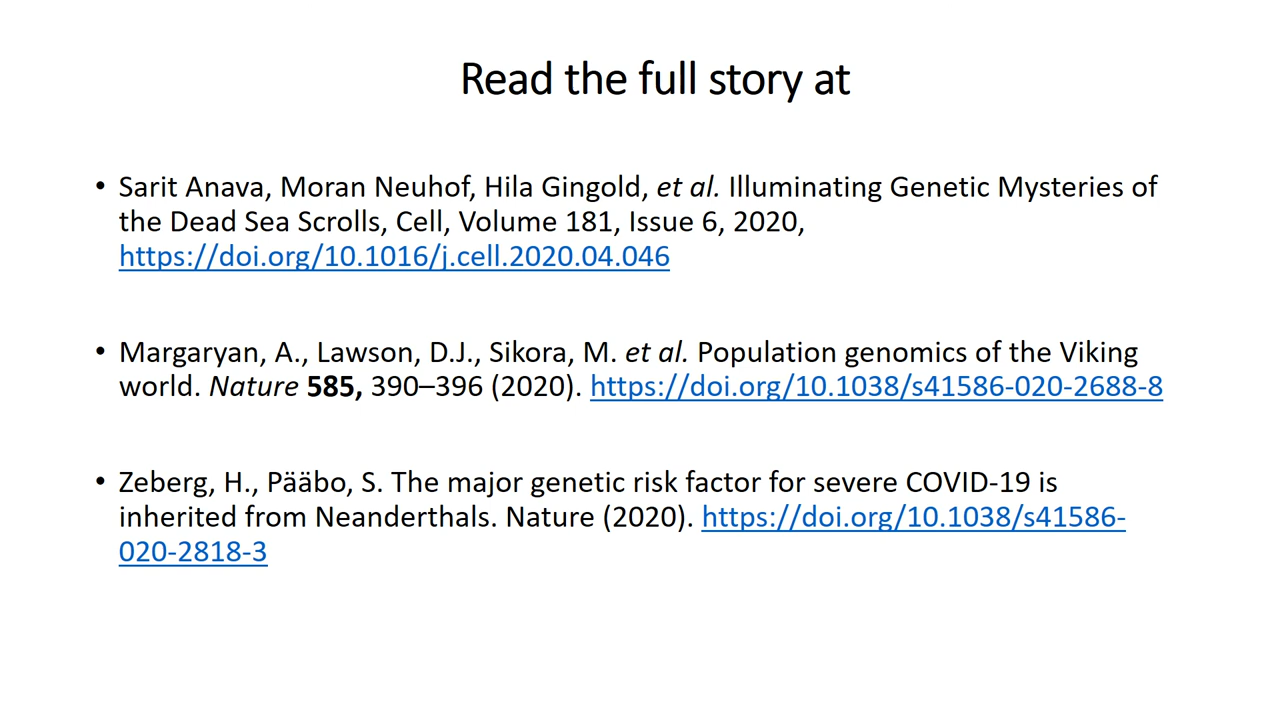 Read the full story at
• Sarit Anava, Moran Neuhof, Hila Gingold, et al. Illuminating Genetic Mysteries of
the Dead Sea Scrolls, Cell, Volume 181, Issue 6, 2020,
https://doi.org/10.1016/j.cell.2020.04.046
• Margaryan, A., Lawson, D.J., Sikora, M. et al. Population genomics of the Viking
world. Nature 585, 390–396 (2020). https://doi.org/10.1038/s41586-020-2688-8
• Zeberg, H., Pääbo, S. The major genetic risk factor for severe COVID-19 is
inherited from Neanderthals. Nature (2020). https://doi.org/10.1038/s41586-
020-2818-3